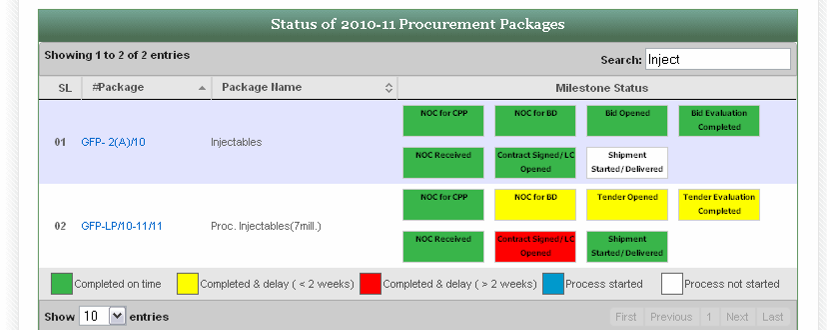 Status of 2010-11 Procurement Packages
Showing 1 to 2 of 2 entries
Search: Inject
SL #Package Package Name Milestone Status
NOC for CPP NOC for BD Bid Opened Bid Evaluation Completed
01 GFP- 2(A)/10 Injectables
NOC Received Contract Signed/LC Opened Shipment Started/Delivered
NOC for CPP NOC for BD Tender Opened Tender Evaluation Completed
02 GFP-LP/10-11/11 Proc. Injectables(7mill.)
NOC Received Contract Signed/LC Opened Shipment Started/Delivered
Completed on time Completed & delay ( < 2 weeks) Completed & delay ( > 2 weeks) Process started Process not started
Show 10 entries First Previous 1 Next Last